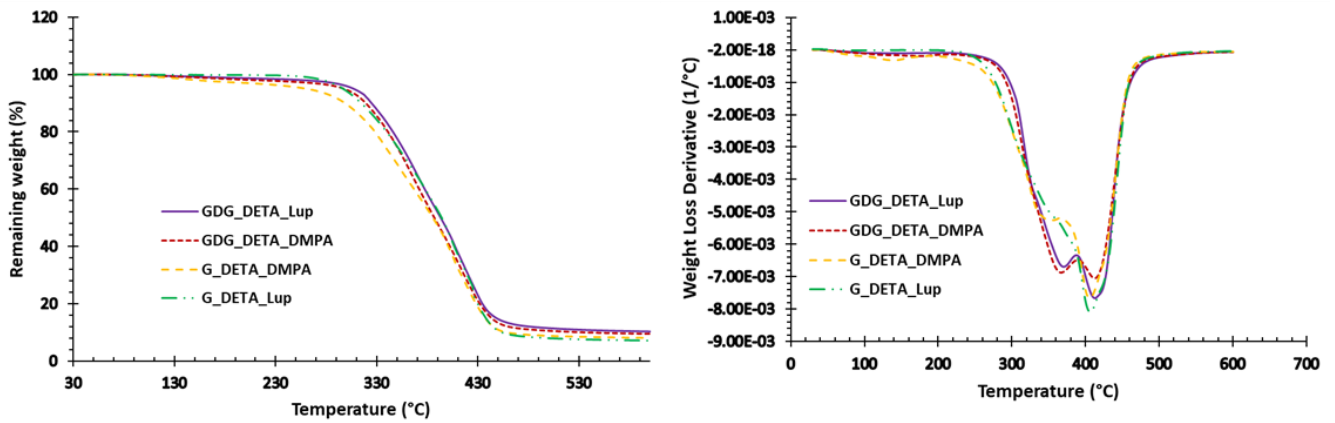 120
100
80
60
40
20
0
Remaining weight (%)
GDG_DETA_Lup
GDG_DETA_DMPA
G_DETA_DMPA
G_DETA_Lup
30 130 230 330 430 530
Temperature (°C)
1.00E-03
-2.00E-18
-1.00E-03
-2.00E-03
-3.00E-03
-4.00E-03
-5.00E-03
-6.00E-03
-7.00E-03
-8.00E-03
-9.00E-03
Weight Loss Derivative (1/°C)
GDG_DETA_Lup
GDG_DETA_DMPA
G_DETA_DMPA
G_DETA_Lup
0 100 200 300 400 500 600 700
Temperature (°C)